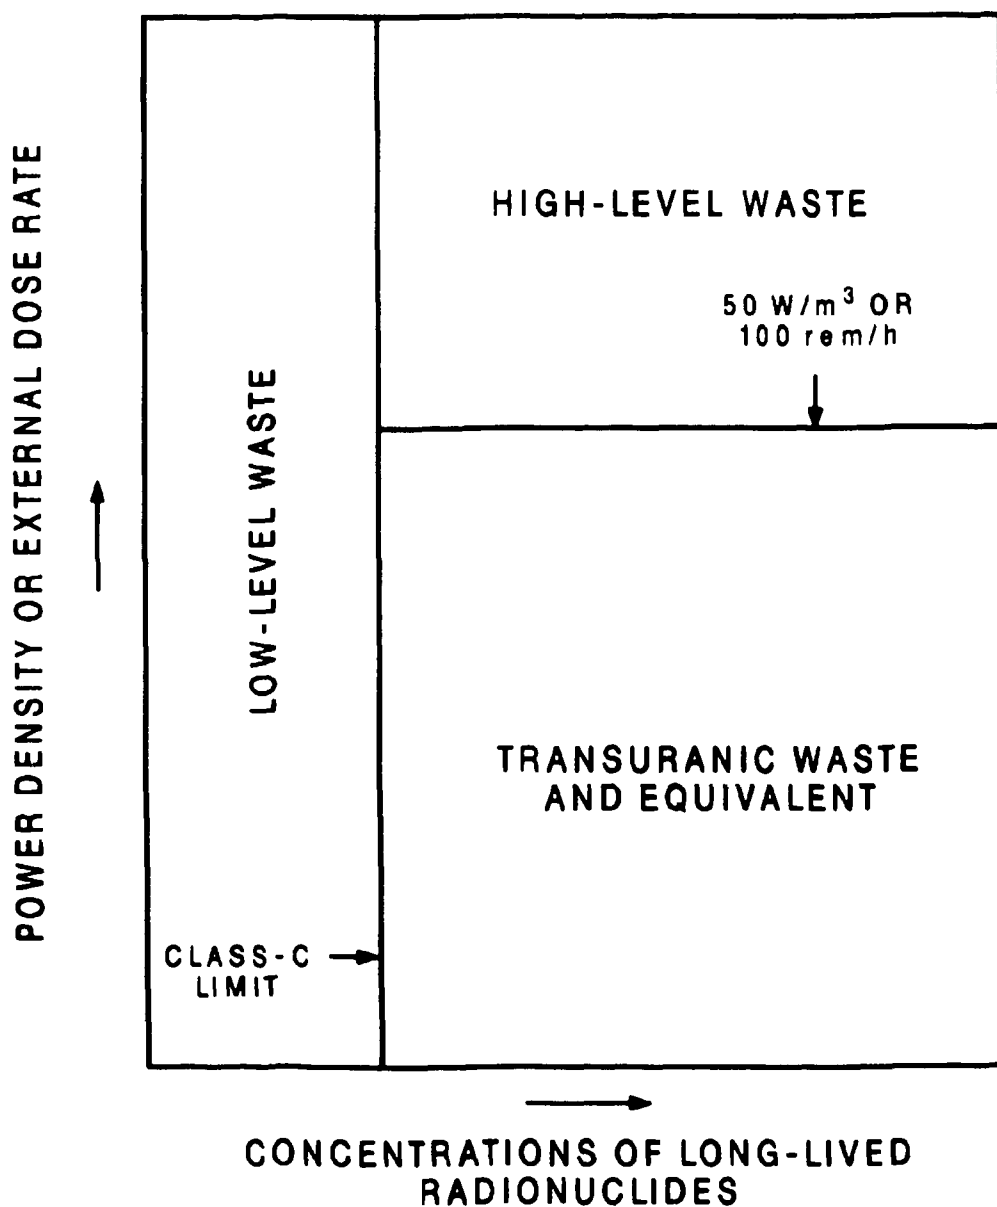 POWER DENSITY OR EXTERNAL DOSE RATE
LOW-LEVEL WASTE
HIGH-LEVEL WASTE
50 W/m³ OR
100 rem/h
TRANSURANIC WASTE
AND EQUIVALENT
CLASS-C
LIMIT
CONCENTRATIONS OF LONG-LIVED
RADIONUCLIDES